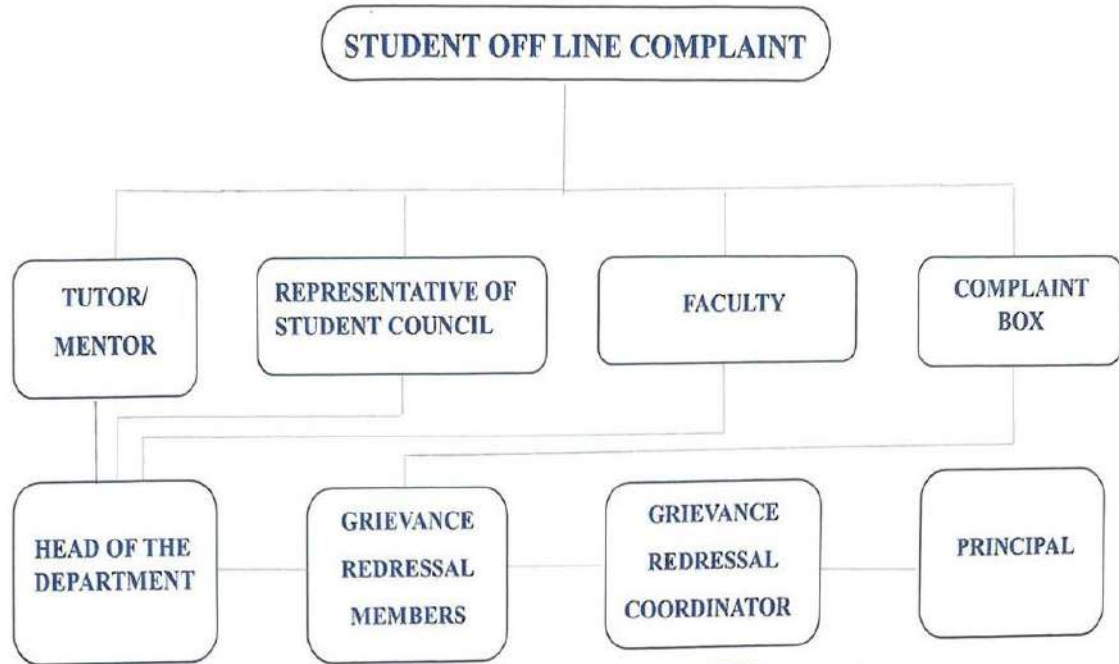 STUDENT OFF LINE COMPLAINT
TUTOR/
MENTOR
REPRESENTATIVE OF
STUDENT COUNCIL
FACULTY
COMPLAINT
BOX
HEAD OF THE
DEPARTMENT
GRIEVANCE
REDRESSAL
MEMBERS
GRIEVANCE
REDRESSAL
COORDINATOR
PRINCIPAL